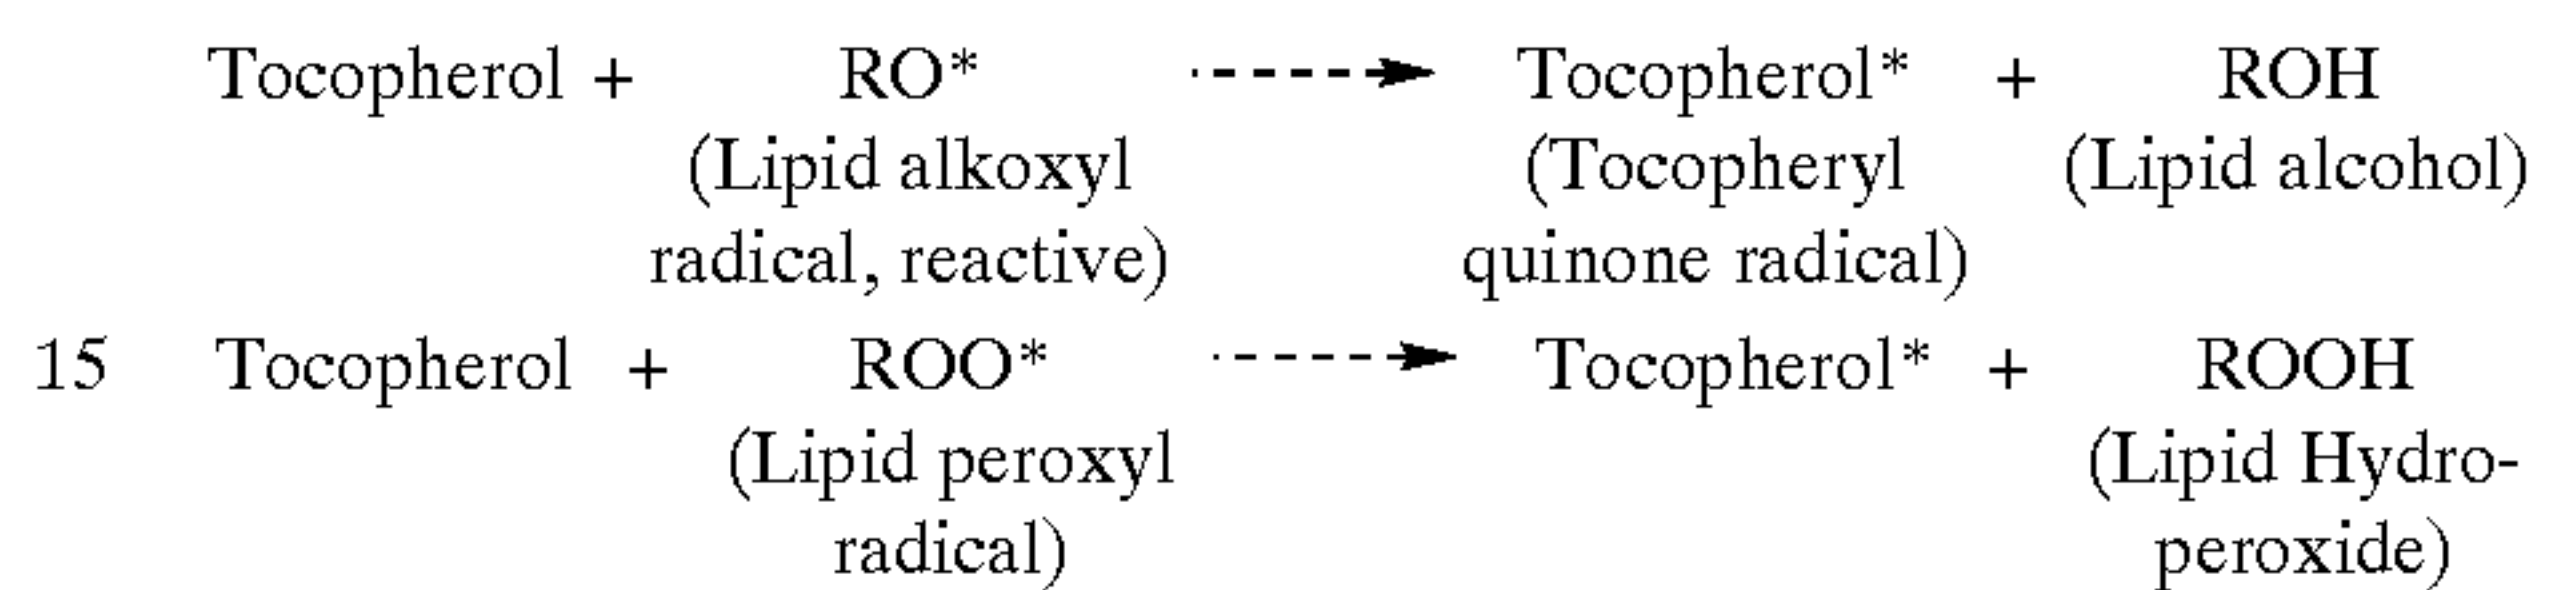 Tocopherol + RO* -----➤ Tocopherol* + ROH
(Lipid alkoxyl (Tocopheryl (Lipid alcohol)
radical, reactive) quinone radical)
15 Tocopherol + ROO* -----➤ Tocopherol* + ROOH
(Lipid peroxyl (Lipid Hydro-
radical) peroxide)